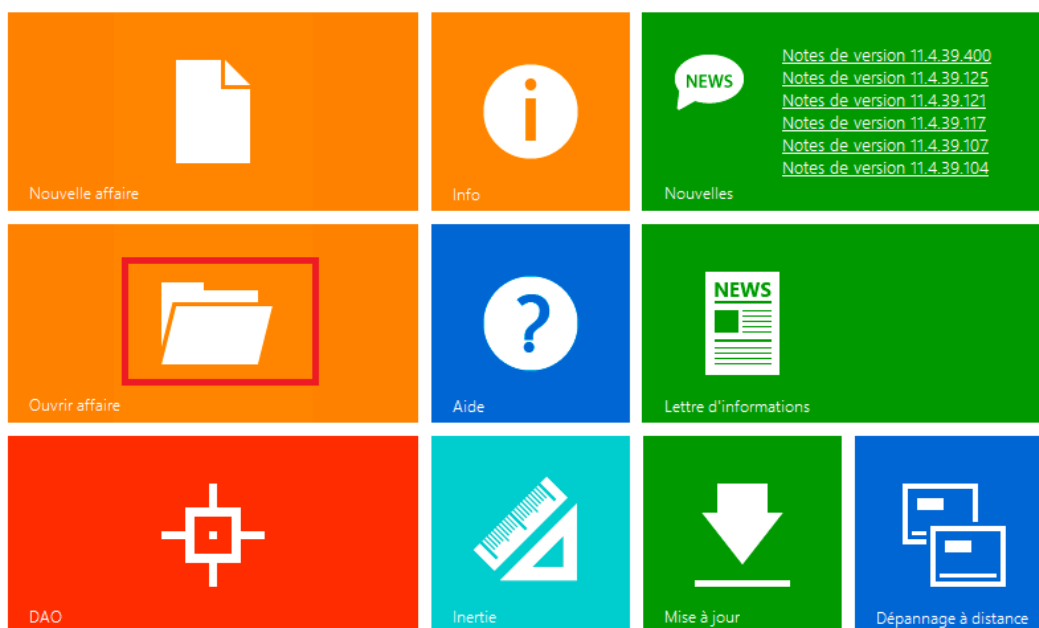 NEWS
Notes de version 11.4.39.400
Notes de version 11.4.39.125
Notes de version 11.4.39.121
Notes de version 11.4.39.117
Notes de version 11.4.39.107
Notes de version 11.4.39.104
Nouvelle affaire
Info
Nouvelles
NEWS
Ouvrir affaire
Aide
Lettre d'informations
DAO
Inertie
Mise à jour
Dépannage à distance